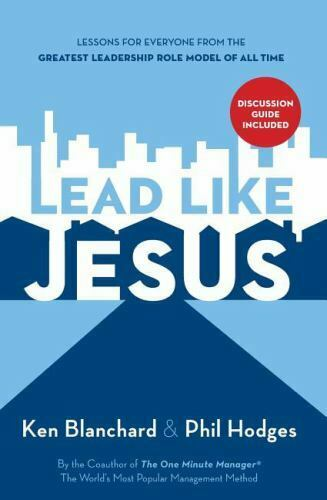 LESSONS FOR EVERYONE FROM THE
GREATEST LEADERSHIP ROLE MODEL OF ALL TIME
DISCUSSION
GUIDE
INCLUDED
LEAD LIKE
JESUS
Ken Blanchard & Phil Hodges
By the Coauthor of The One Minute Manager®
The World's Most Popular Management Method